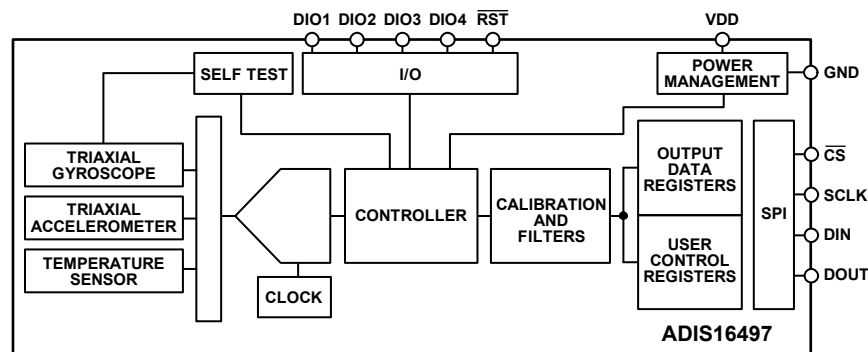 DIO1 DIO2 DIO3 DIO4 RST VDD
SELF TEST
I/O
POWER
MANAGEMENT
GND
TRIAXIAL
GYROSCOPE
TRIAXIAL
ACCELEROMETER
TEMPERATURE
SENSOR
CLOCK
CONTROLLER
CALIBRATION
AND
FILTERS
OUTPUT
DATA
REGISTERS
USER
CONTROL
REGISTERS
SPI
CS
SCLK
DIN
DOUT
ADIS16497